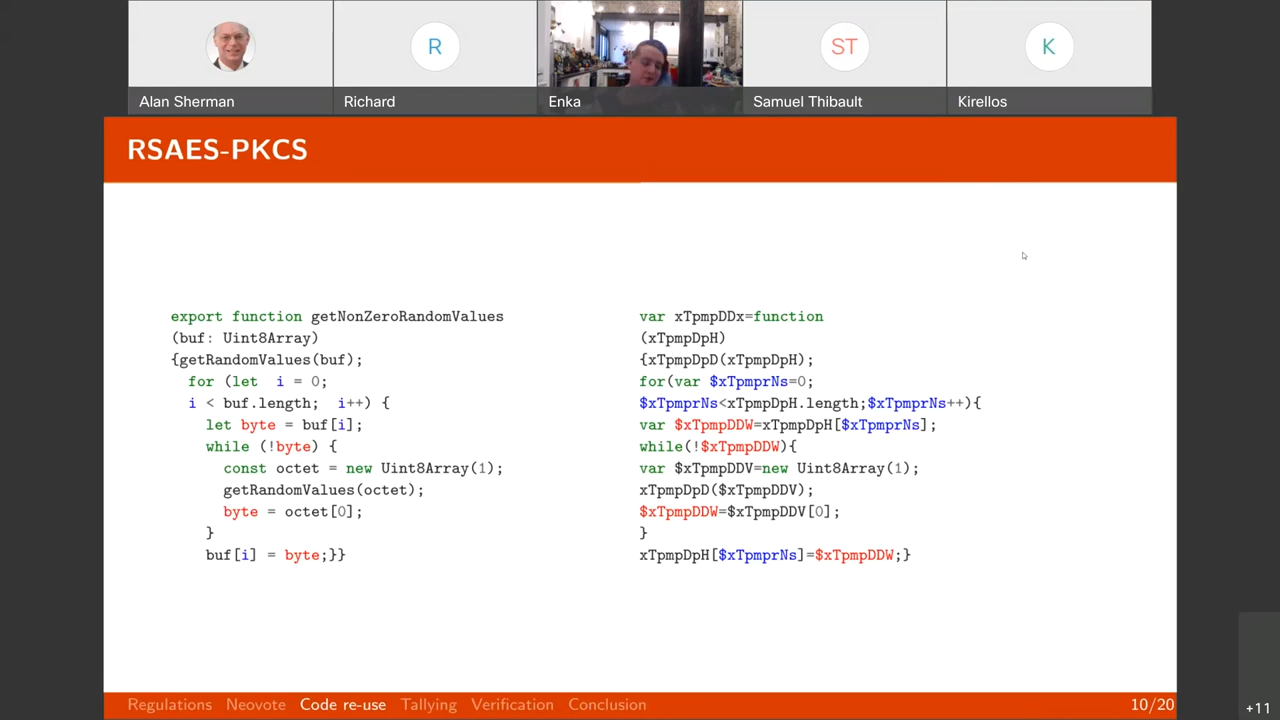 R
ST
K
Alan Sherman
Richard
Enka
Samuel Thibault
Kirellos
RSAES-PKCS
export function getNonZeroRandomValues
(buf: Uint8Array)
{getRandomValues(buf);
for (let i = 0;
i < buf.length; i++) {
let byte = buf[i];
while (!byte) {
const octet = new Uint8Array(1);
getRandomValues(octet);
byte = octet[0];
}
buf[i] = byte;}}
var xTpmpDDx=function
(xTpmpDpH)
{xTpmpDpD(xTpmpDpH);
for(var $xTpmprNs=0;
$xTpmprNs<xTpmpDpH.length;$xTpmprNs++){
var $xTpmpDDW=xTpmpDpH[$xTpmprNs];
while(!$xTpmpDDW){
var $xTpmpDDV=new Uint8Array(1);
xTpmpDpD($xTpmpDDV);
$xTpmpDDW=$xTpmpDDV[0];
}
xTpmpDpH[$xTpmprNs]=$xTpmpDDW;}
Regulations Neovote Code re-use Tallying Verification Conclusion 10/20
+11